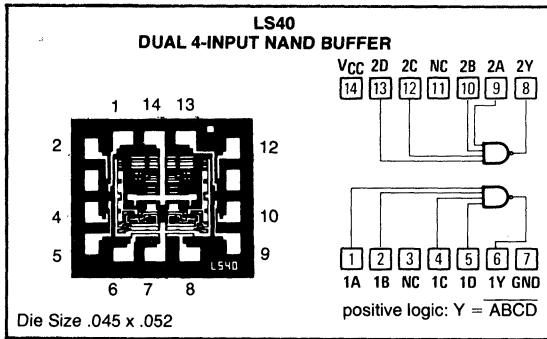 LS40
DUAL 4-INPUT NAND BUFFER
1 14 13
2 12
4 10
5 9
6 7 8
LS40
Die Size .045 x .052
VCC 2D 2C NC 2B 2A 2Y
14 13 12 11 10 9 8
1 2 3 4 5 6 7
1A 1B NC 1C 1D 1Y GND
positive logic: Y = \overline{ABCD}